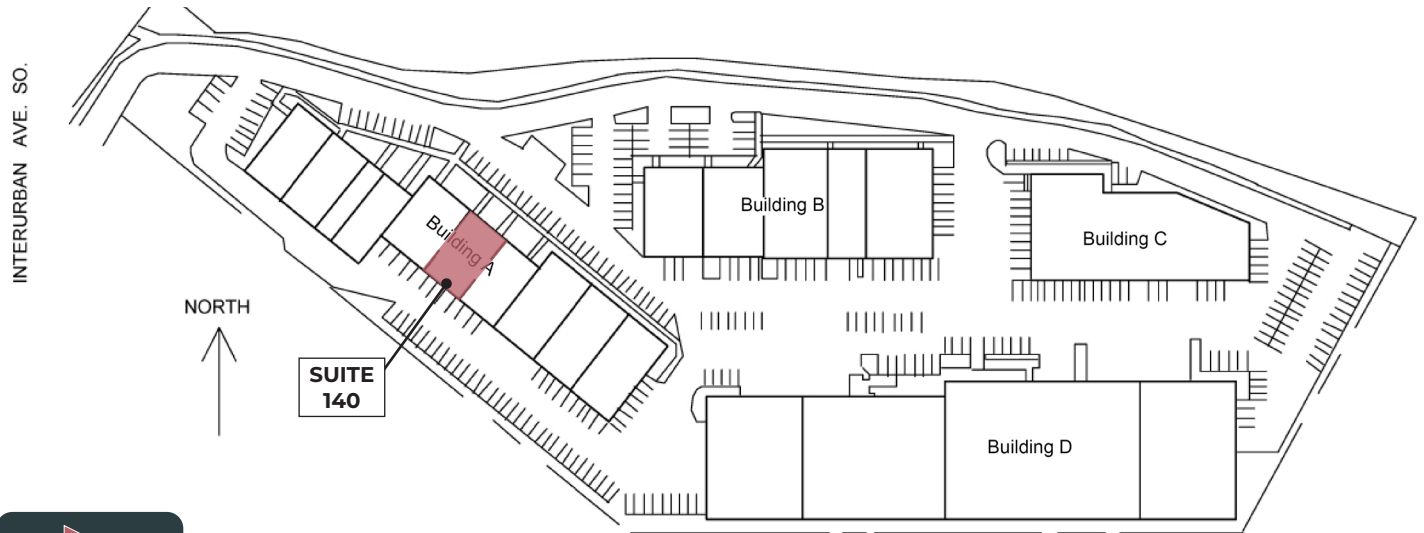 INTERURBAN AVE. SO.
Building A
Building B
Building C
Building D
NORTH
SUITE
140